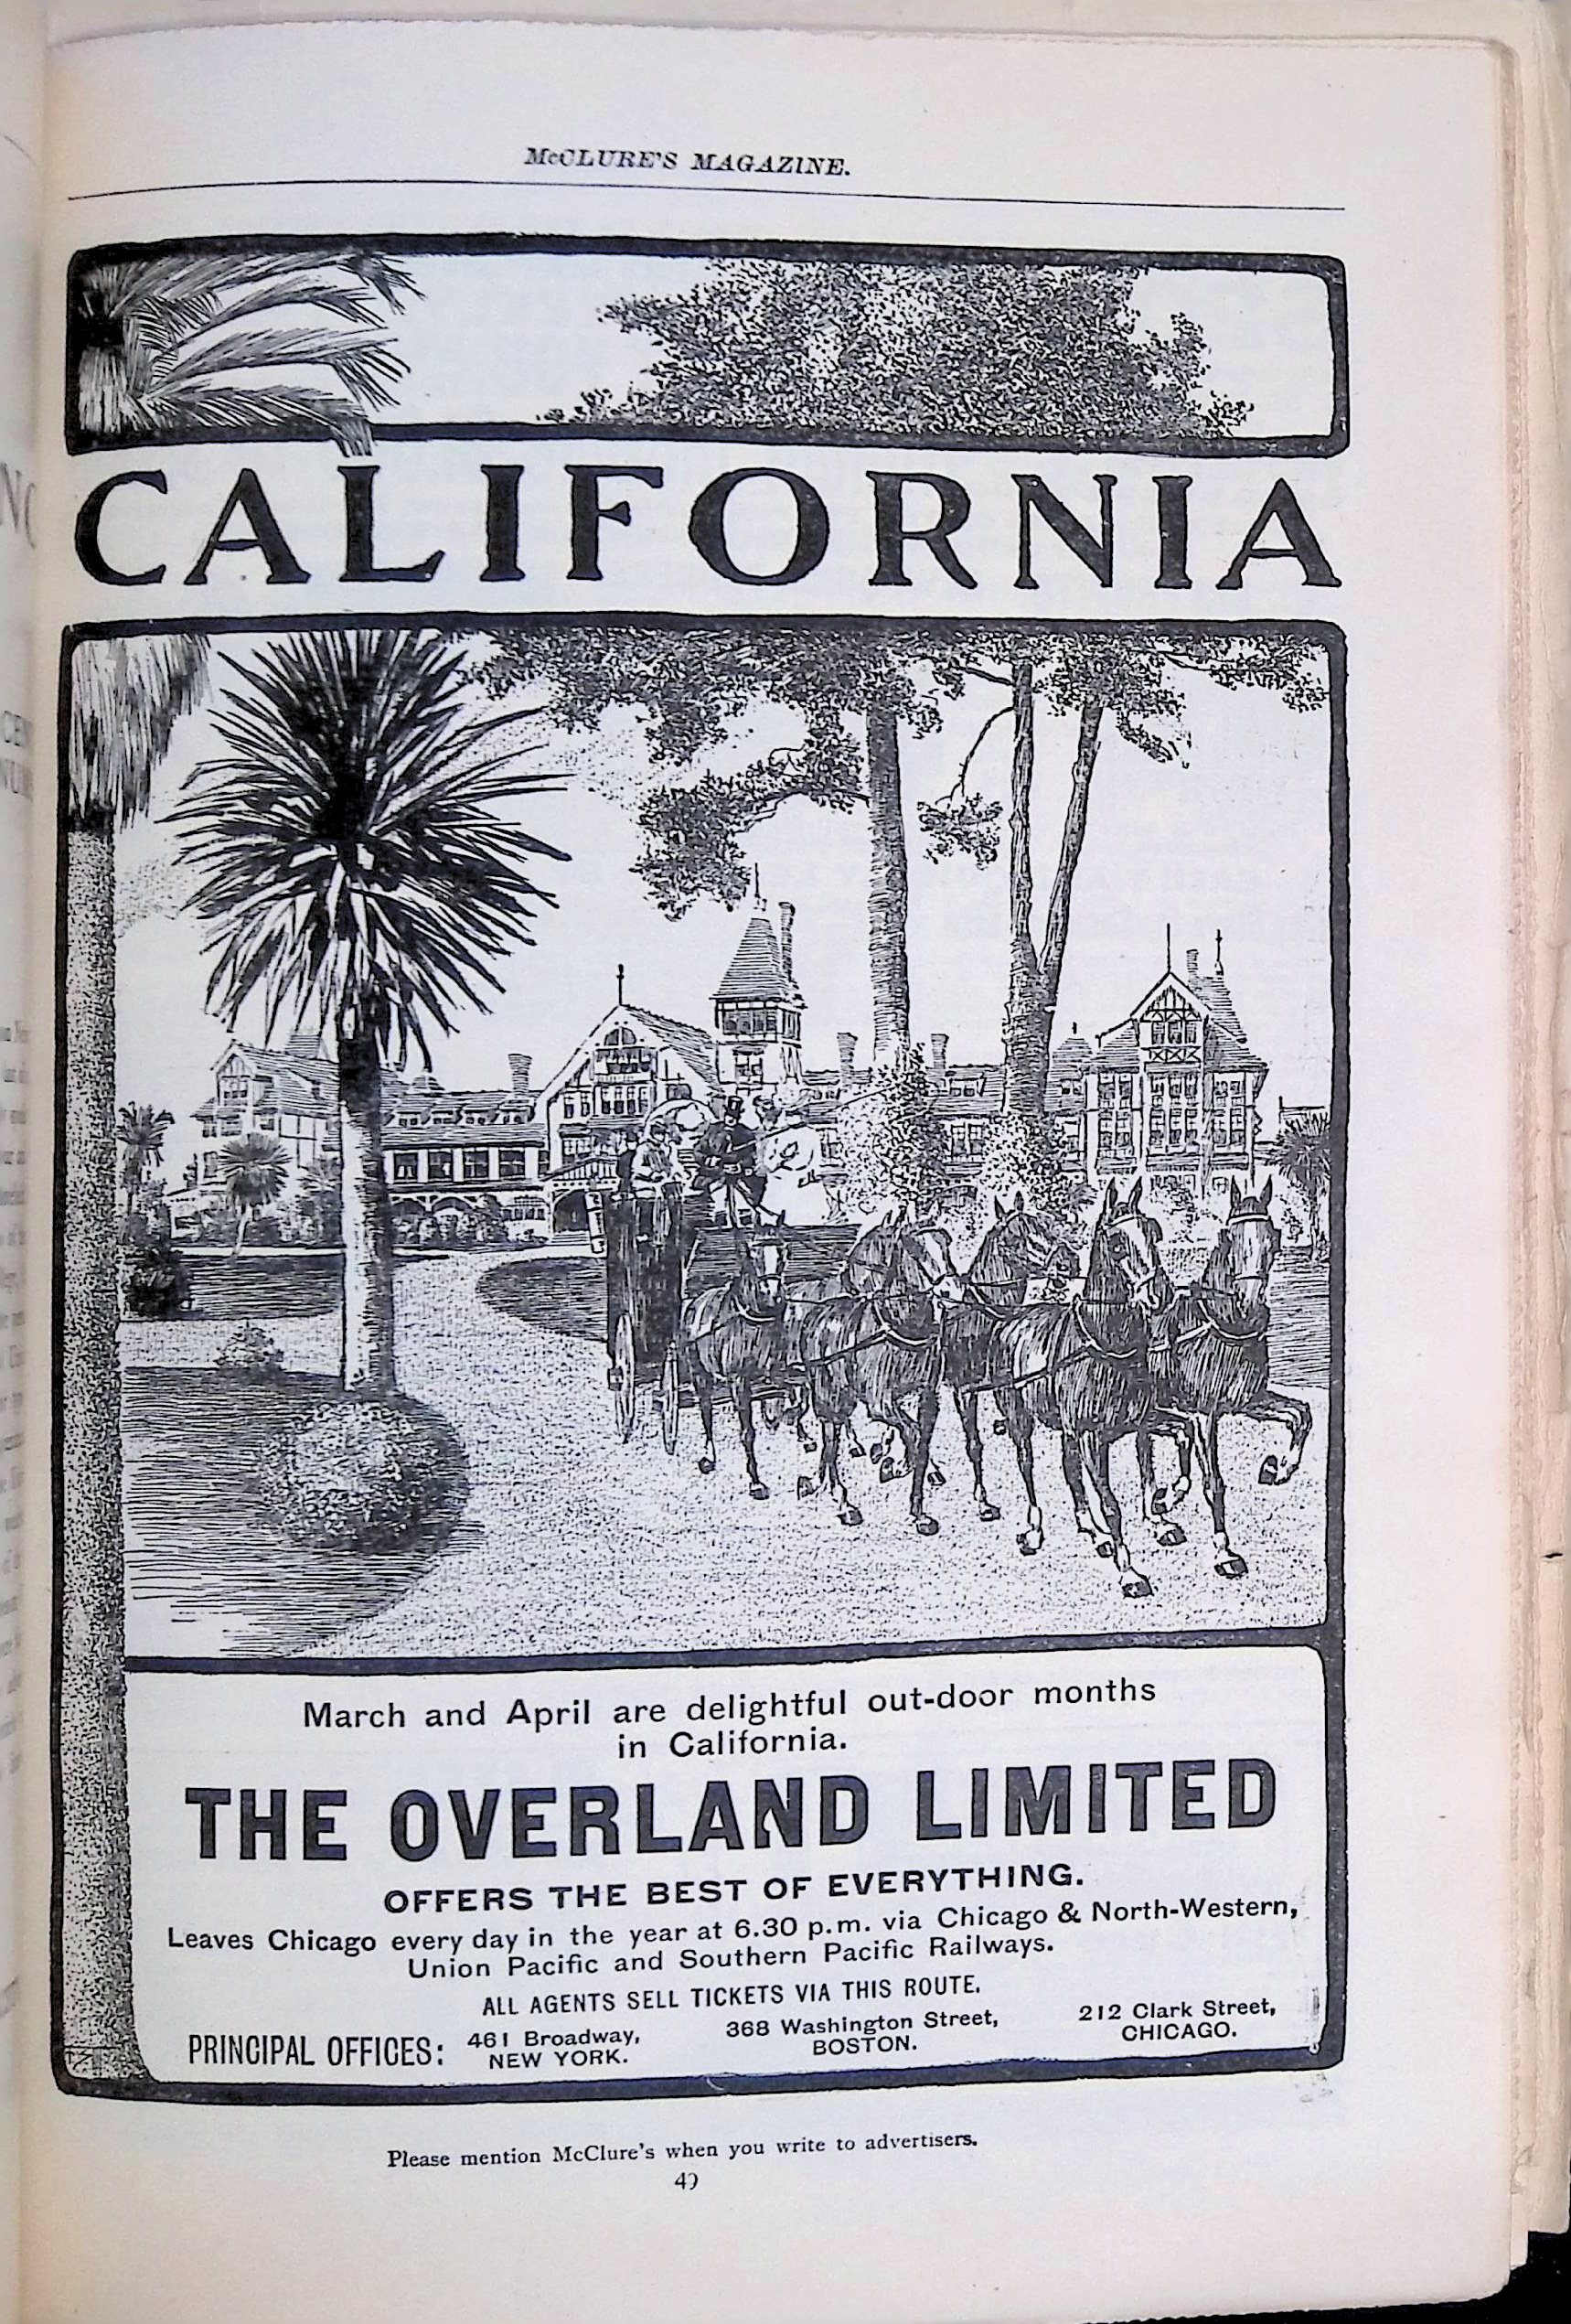 McCLURE'S MAGAZINE.
CALIFORNIA
March and April are delightful out-door months
in California.
THE OVERLAND LIMITED
OFFERS THE BEST OF EVERYTHING.
Leaves Chicago every day in the year at 6.30 p.m. via Chicago & North-Western,
Union Pacific and Southern Pacific Railways.
ALL AGENTS SELL TICKETS VIA THIS ROUTE.
PRINCIPAL OFFICES:
461 Broadway,
NEW YORK.
368 Washington Street,
BOSTON.
212 Clark Street,
CHICAGO.
Please mention McClure's when you write to advertisers.
49